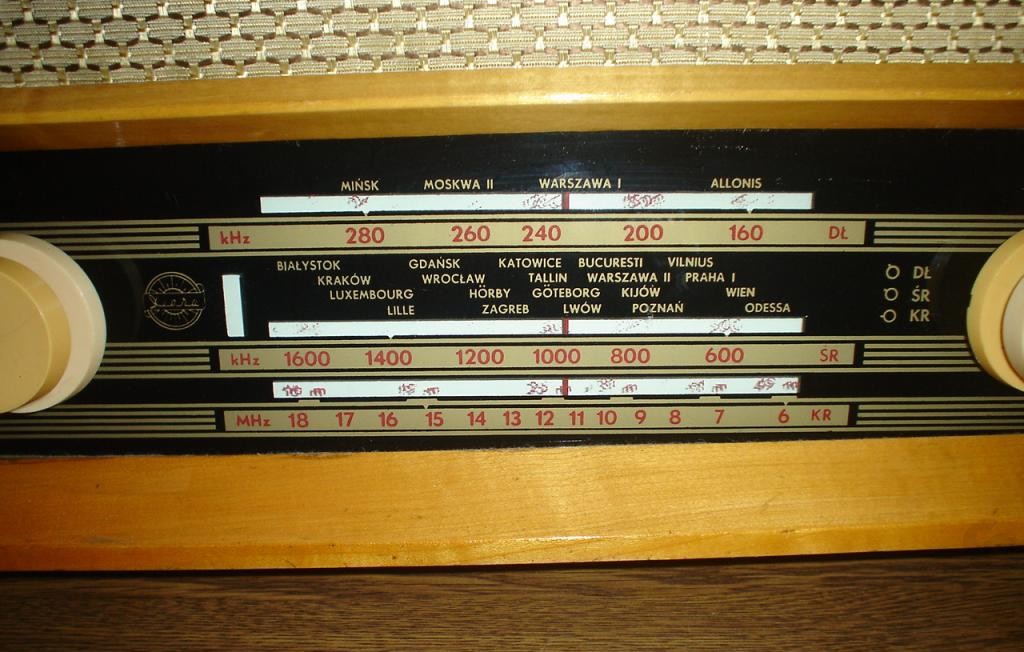 MIŃSK MOSKWA II WARSZAWA I ALLONIS
kHz 280 260 240 200 160 DŁ
BIAŁYSTOK GDAŃSK KATOWICE BUCURESTI VILNIUS
KRAKÓW WROCŁAW TALLIN WARSZAWA II PRAHA I
LUXEMBOURG HÖRBY GÖTEBORG KIJÓW WIEN
LILLE ZAGREB LWÓW POZNAŃ ODESSA
DŁ
ŚR
KR
kHz 1600 1400 1200 1000 800 600 ŚR
MHz 18 17 16 15 14 13 12 11 10 9 8 7 6 KR